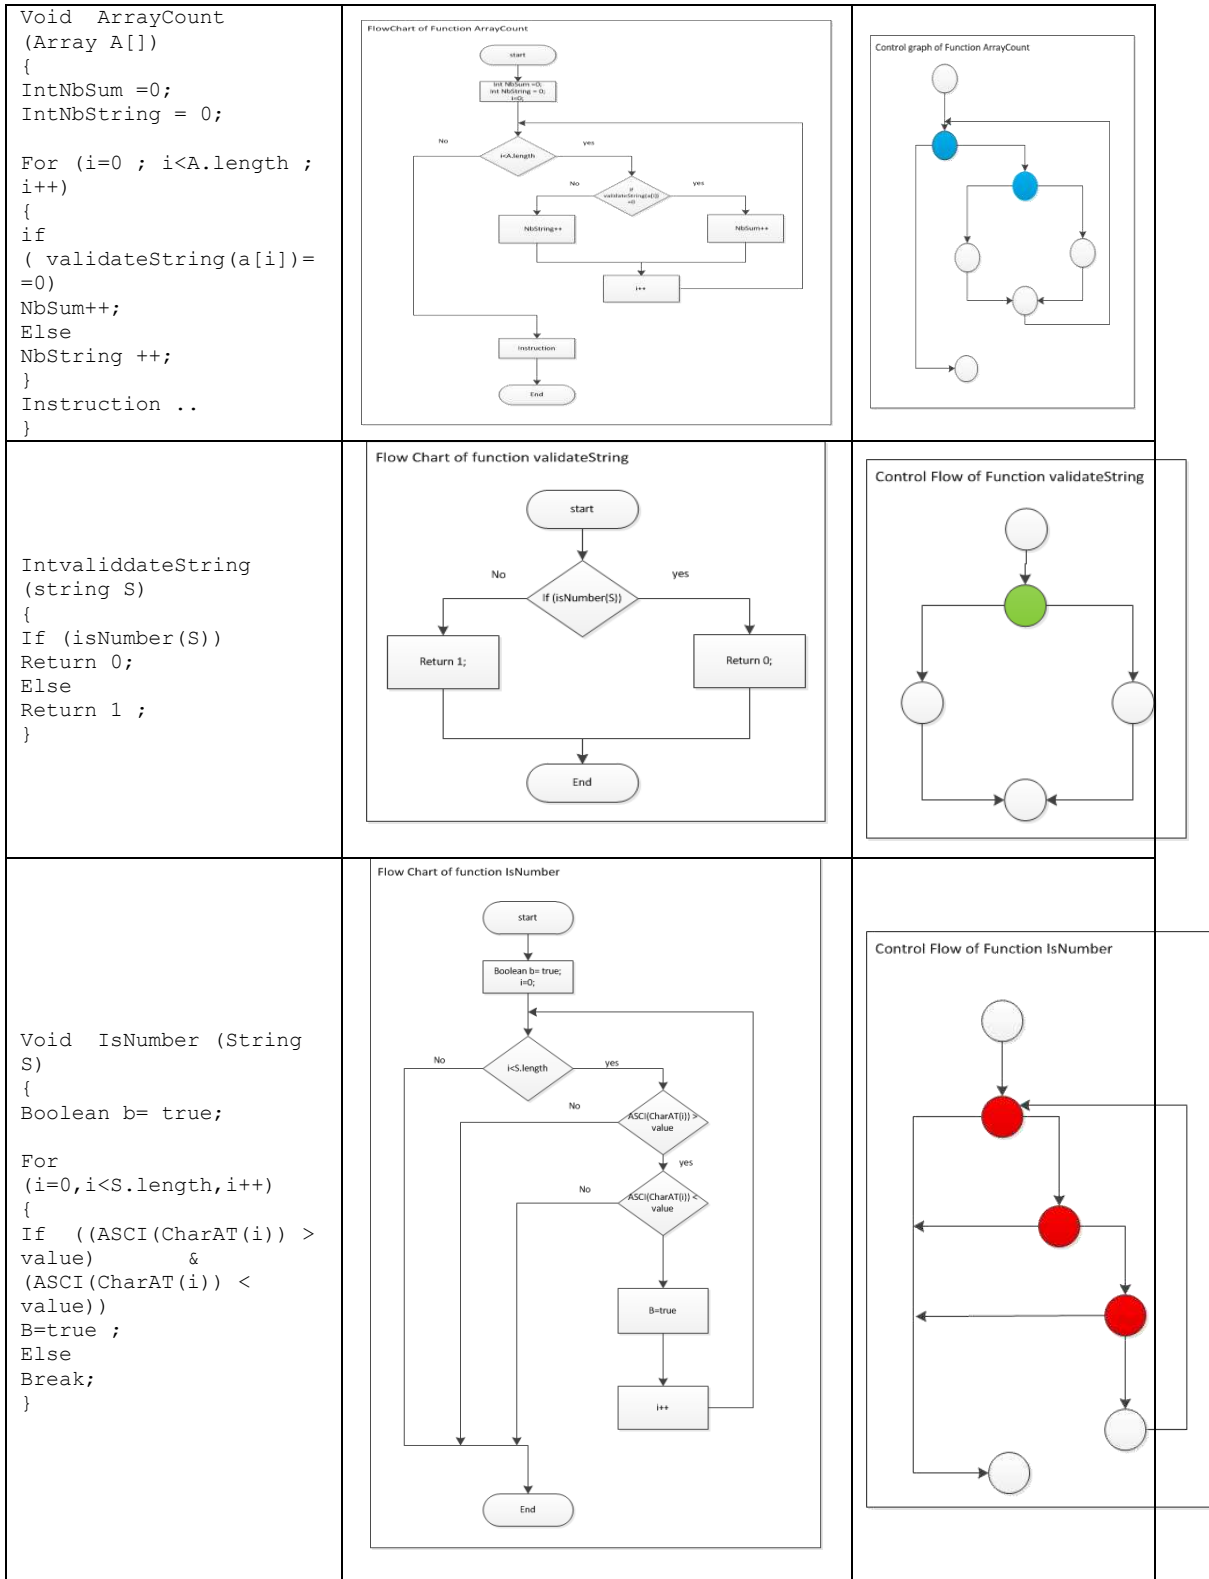 Void ArrayCount
(Array A[])
{
IntNbSum =0;
IntNbString = 0;
For (i=0 ; i<A.length ;
i++)
{
if
( validateString(a[i])=
=0)
NbSum++;
Else
NbString ++;
}
Instruction ..
}
FlowChart of Function ArrayCount
start
Int NbSum =0;
Int NbString = 0;
i=0;
No
yes
i<A.length
No
yes
if
validateString(a[i])
=0
NbString++
NbSum++
i++
Instruction
End
Control graph of Function ArrayCount
IntvaliddateString
(string S)
{
If (isNumber(S))
Return 0;
Else
Return 1 ;
}
Flow Chart of function validateString
start
No
yes
If (isNumber(S))
Return 1;
Return 0;
End
Control Flow of Function validateString
Void IsNumber (String
S)
{
Boolean b= true;
For
(i=0,i<S.length,i++)
{
If ((ASCI(CharAT(i)) >
value) &
(ASCI(CharAT(i)) <
value))
B=true ;
Else
Break;
}
Flow Chart of function IsNumber
start
Boolean b= true;
i=0;
No
i<S.length
yes
No
ASCI(CharAT(i)) >
value
yes
No
ASCI(CharAT(i)) <
value
B=true
i++
End
Control Flow of Function IsNumber